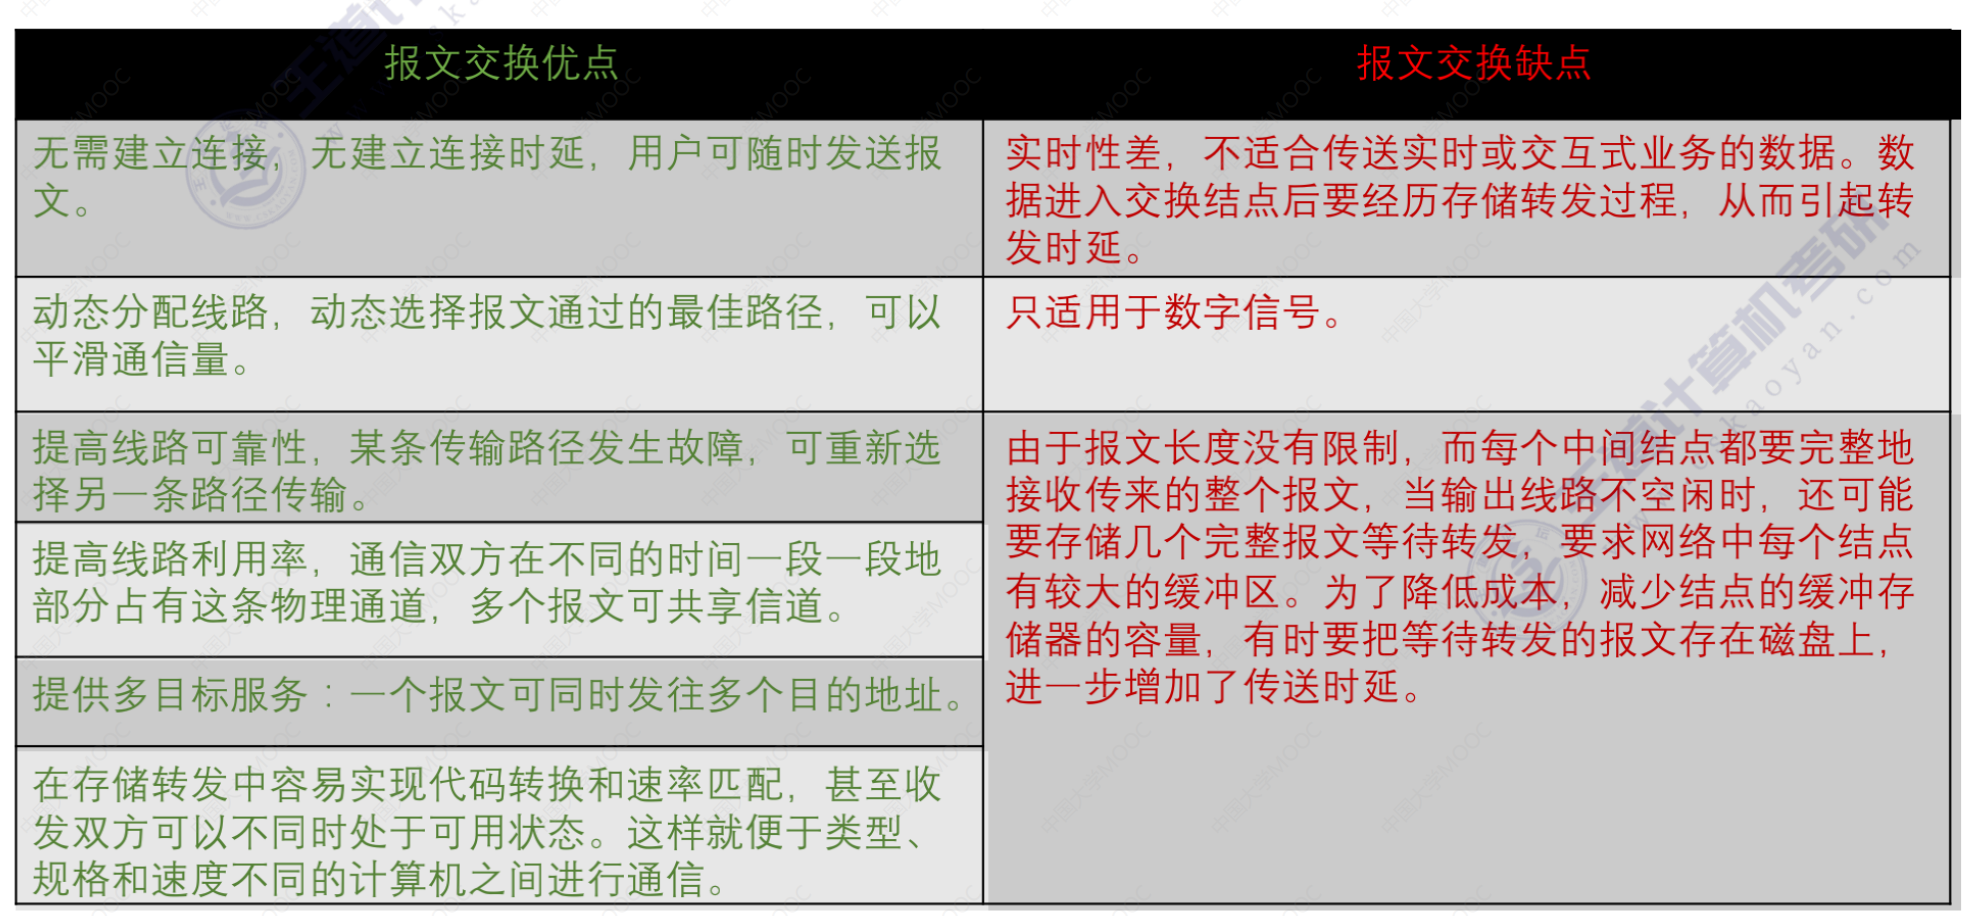 报文交换优点
报文交换缺点
无需建立连接，无建立连接时延，用户可随时发送报
文。
实时性差，不适合传送实时或交互式业务的数据。数
据进入交换结点后要经历存储转发过程，从而引起转
发时延。
动态分配线路，动态选择报文通过的最佳路径，可以
平滑通信量。
只适用于数字信号。
提高线路可靠性，某条传输路径发生故障，可重新选
择另一条路径传输。
提高线路利用率，通信双方在不同的时间一段一段地
部分占有这条物理通道，多个报文可共享信道。
提供多目标服务：一个报文可同时发往多个目的地址。
在存储转发中容易实现代码转换和速率匹配，甚至收
发双方可以不同时处于可用状态。这样就便于类型、
规格和速度不同的计算机之间进行通信。
由于报文长度没有限制，而每个中间结点都要完整地
接收传来的整个报文，当输出线路不空闲时，还可能
要存储几个完整报文等待转发，要求网络中每个结点
有较大的缓冲区。为了降低成本，减少结点的缓冲存
储器的容量，有时要把等待转发的报文存在磁盘上，
进一步增加了传送时延。
王道计算机考研
中国大学MOOC